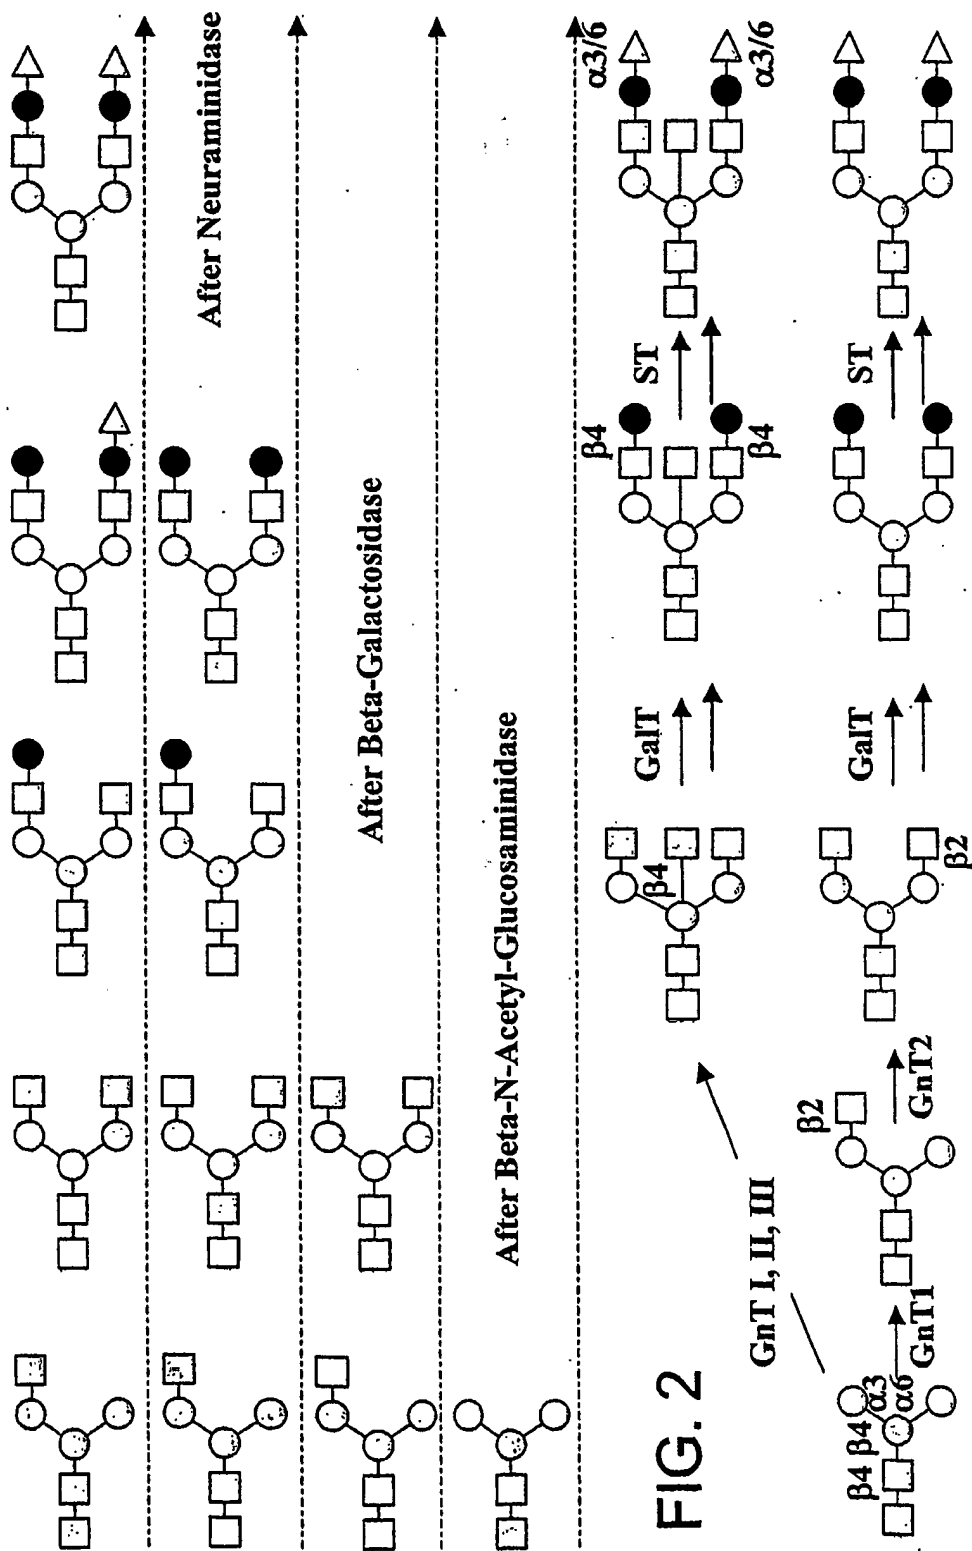 After Neuraminidase
After Beta-Galactosidase
After Beta-N-Acetyl-Glucosaminidase
α3/6
β4
ST
GalT
β4
α3/6
β4
GnT I, II, III
FIG. 2
ST
GalT
β2
β2
GnT2
β4 β4
α3
α6
GnT1